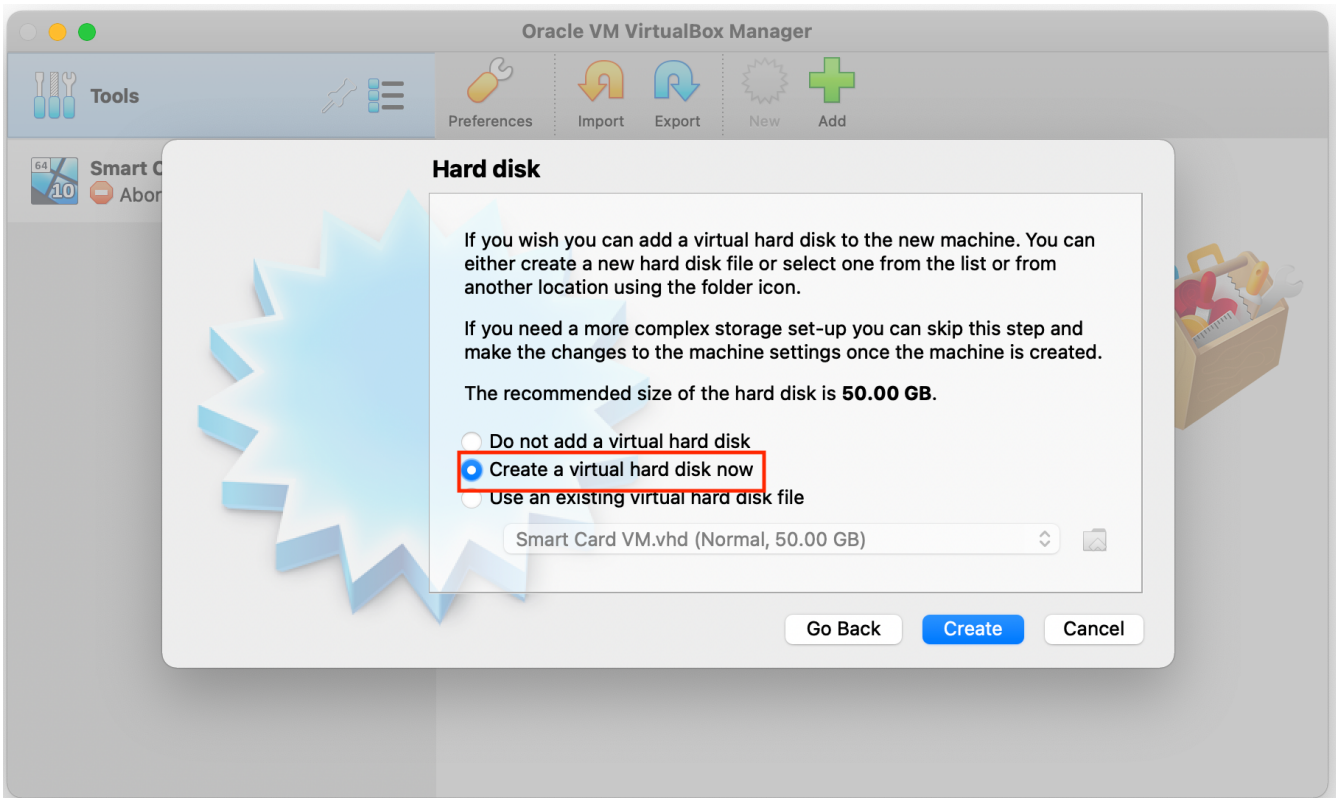 Oracle VM VirtualBox Manager
Tools
Preferences
Import
Export
New
Add
64
10
Smart C
Abor
Hard disk
If you wish you can add a virtual hard disk to the new machine. You can
either create a new hard disk file or select one from the list or from
another location using the folder icon.
If you need a more complex storage set-up you can skip this step and
make the changes to the machine settings once the machine is created.
The recommended size of the hard disk is 50.00 GB.
Do not add a virtual hard disk
Create a virtual hard disk now
Use an existing virtual hard disk file
Smart Card VM.vhd (Normal, 50.00 GB)
Go Back
Create
Cancel